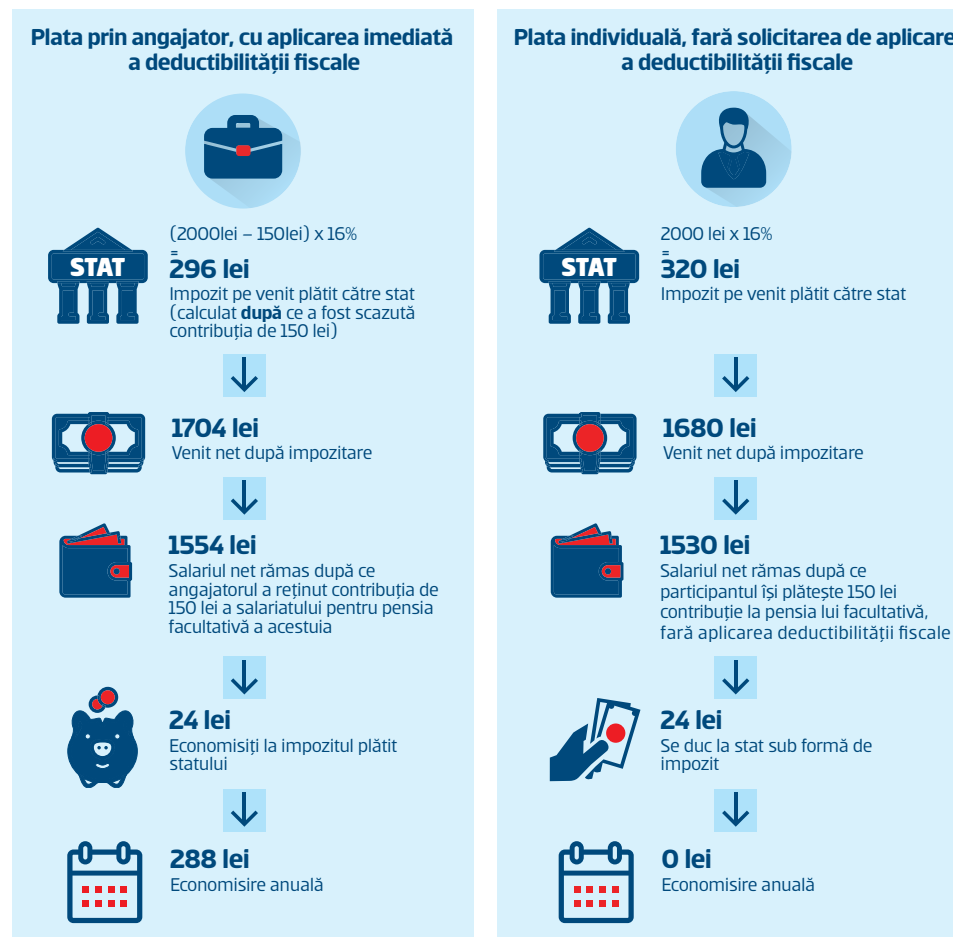 Plata prin angajator, cu aplicarea imediată
a deductibilității fiscale
STAT
(2000lei – 150lei) x 16%
=
296 lei
Impozit pe venit plătit către stat
(calculat după ce a fost scazută
contribuția de 150 lei)
1704 lei
Venit net după impozitare
1554 lei
Salariul net rămas după ce
angajatorul a reținut contribuția de
150 lei a salariatului pentru pensia
facultativă a acestuia
24 lei
Economisiți la impozitul plătit
statului
288 lei
Economisire anuală
Plata individuală, fară solicitarea de aplicare
a deductibilității fiscale
STAT
2000 lei x 16%
=
320 lei
Impozit pe venit plătit către stat
1680 lei
Venit net după impozitare
1530 lei
Salariul net rămas după ce
participantul își plătește 150 lei
contribuție la pensia lui facultativă,
fară aplicarea deductibilității fiscale
24 lei
Se duc la stat sub formă de
impozit
0 lei
Economisire anuală